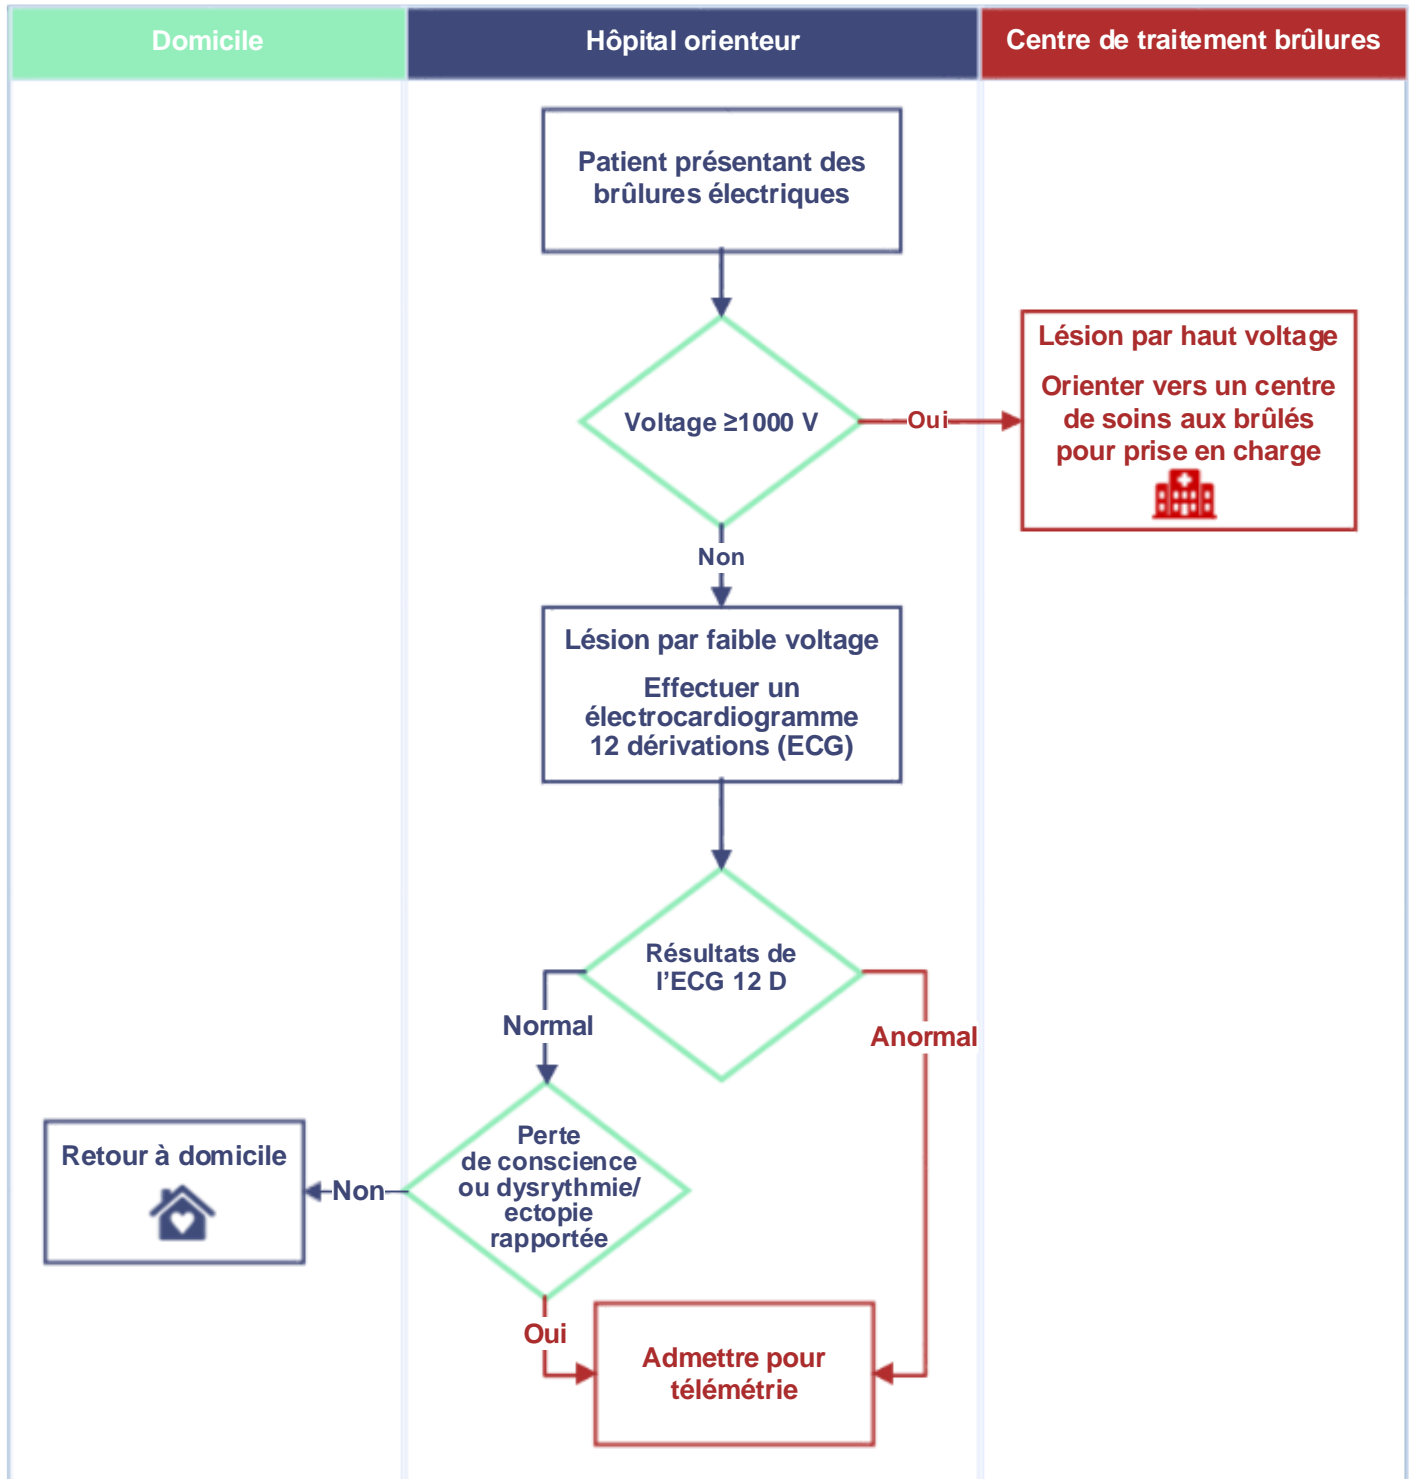 Domicile
Hôpital orienteur
Centre de traitement brûlures
Patient présentant des
brûlures électriques
Voltage ≥1000 V
Oui
Lésion par haut voltage
Orienter vers un centre
de soins aux brûlés
pour prise en charge
Non
Lésion par faible voltage
Effectuer un
électrocardiogramme
12 dérivations (ECG)
Résultats de
l’ECG 12 D
Normal
Anormal
Perte
de conscience
ou dysrythmie/
ectopie
rapportée
Non
Retour à domicile
Oui
Admettre pour
télémétrie